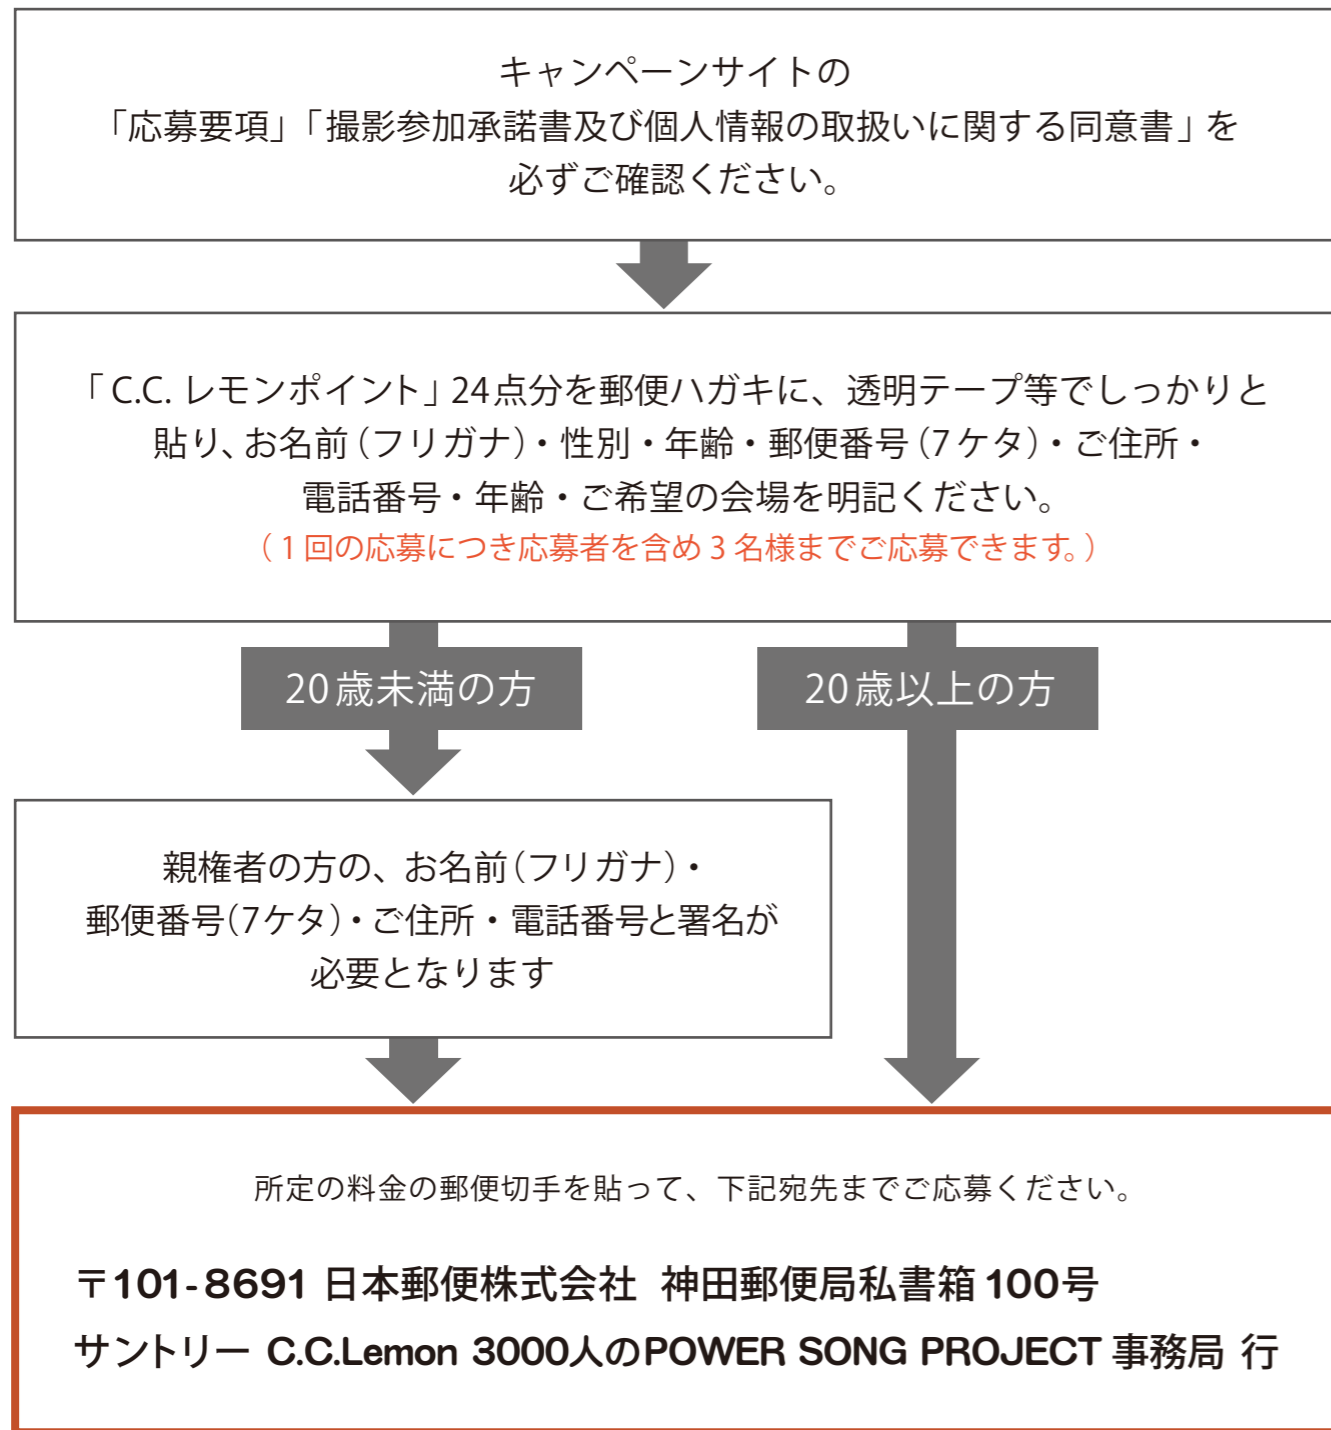 キャンペーンサイトの
「応募要項」「撮影参加承諾書及び個人情報の取扱いに関する同意書」を
必ずご確認ください。
「C.C. レモンポイント」24点分を郵便ハガキに、透明テープ等でしっかりと
貼り、お名前（フリガナ）・性別・年齢・郵便番号（7ケタ）・ご住所・
電話番号・年齢・ご希望の会場を明記ください。
（1回の応募につき応募者を含め3名様までご応募できます。）
20歳未満の方
20歳以上の方
親権者の方の、お名前（フリガナ）・
郵便番号（7ケタ）・ご住所・電話番号と署名が
必要となります
所定の料金の郵便切手を貼って、下記宛先までご応募ください。
〒101-8691 日本郵便株式会社 神田郵便局私書箱100号
サントリー C.C.Lemon 3000人のPOWER SONG PROJECT 事務局 行